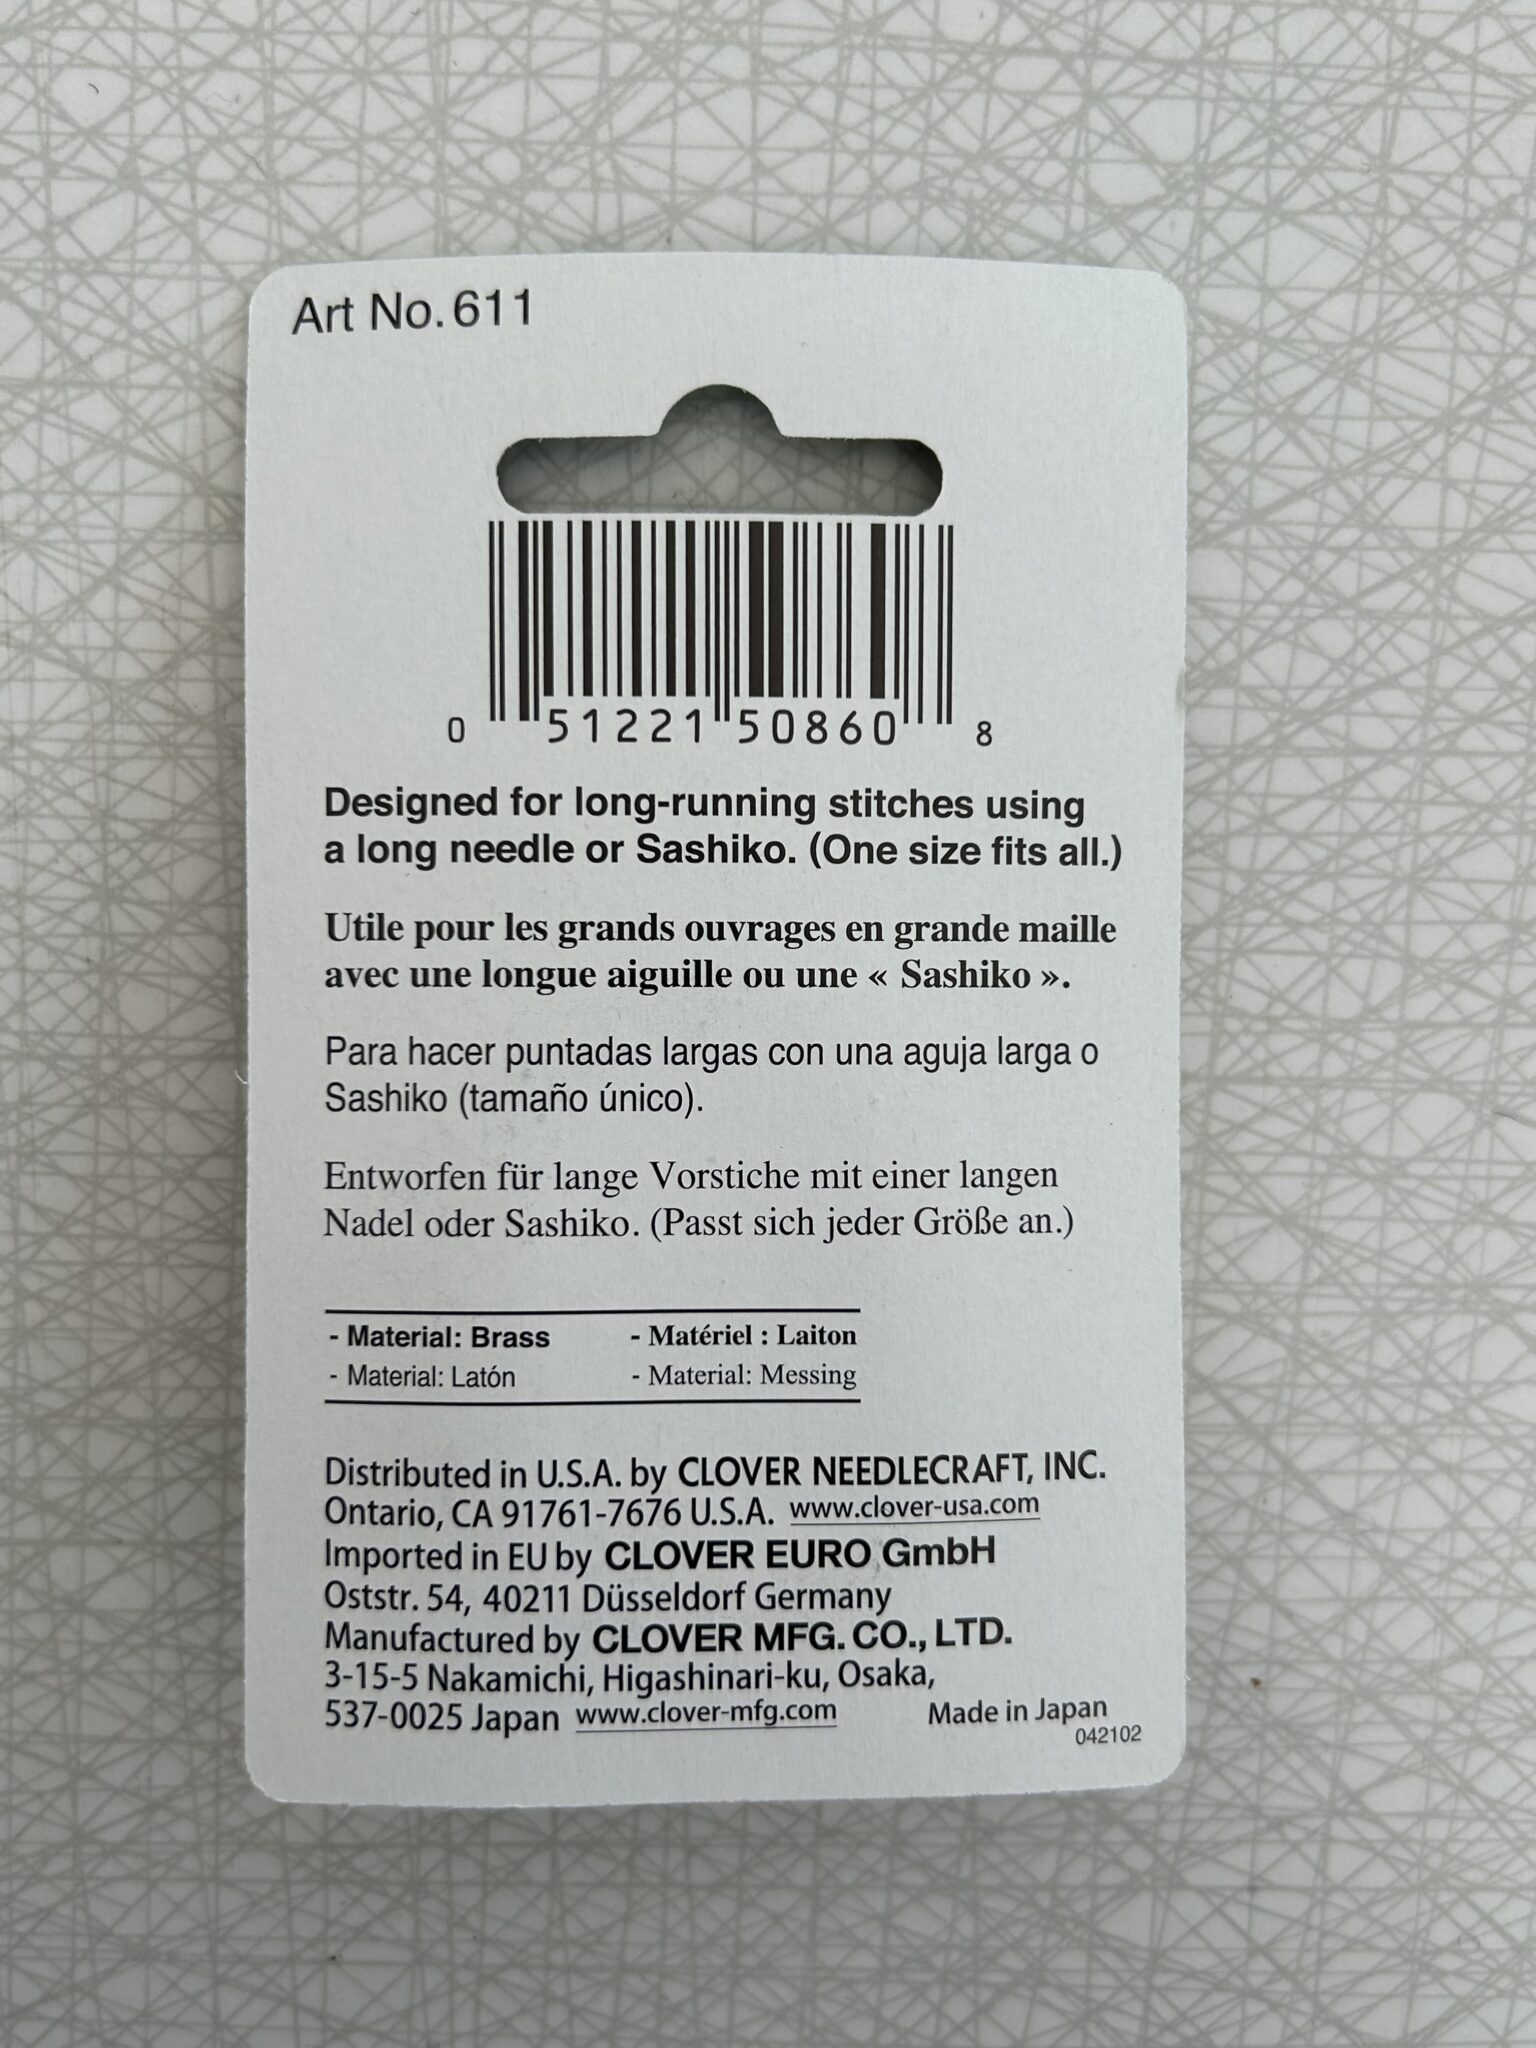 Art No.611
0 51221 50860 8
Designed for long-running stitches using
a long needle or Sashiko. (One size fits all.)
Utile pour les grands ouvrages en grande maille
avec une longue aiguille ou une « Sashiko ».
Para hacer puntadas largas con una aguja larga o
Sashiko (tamaño único).
Entworfen für lange Vorstiche mit einer langen
Nadel oder Sashiko. (Passt sich jeder Größe an.)
- Material: Brass - Matériel : Laiton
- Material: Latón - Material: Messing
Distributed in U.S.A. by CLOVER NEEDLECRAFT, INC.
Ontario, CA 91761-7676 U.S.A. www.clover-usa.com
Imported in EU by CLOVER EURO GmbH
Oststr. 54, 40211 Düsseldorf Germany
Manufactured by CLOVER MFG. CO., LTD.
3-15-5 Nakamichi, Higashinari-ku, Osaka,
537-0025 Japan www.clover-mfg.com Made in Japan
042102